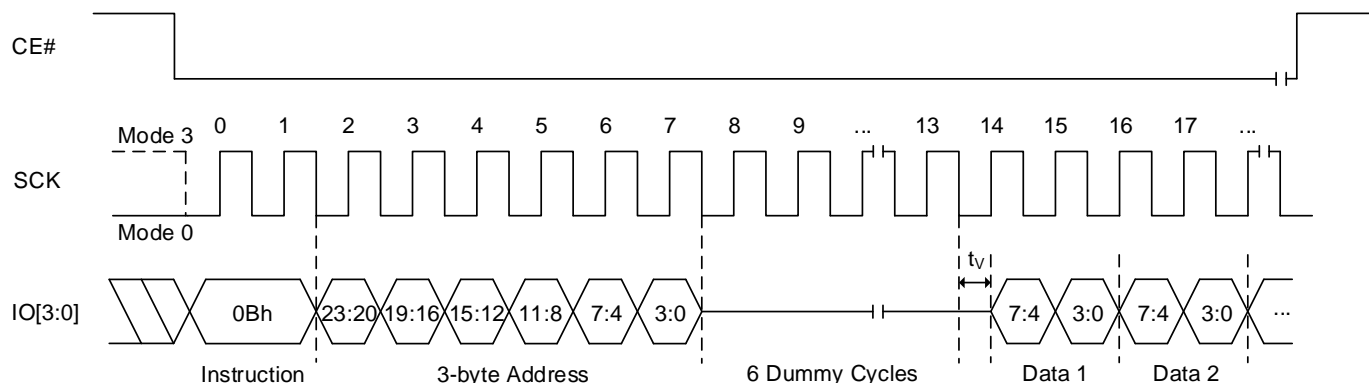 CE#
0 1 2 3 4 5 6 7 8 9 ... 13 14 15 16 17 ...
Mode 3
SCK
Mode 0
tV
IO[3:0] 0Bh 23:20 19:16 15:12 11:8 7:4 3:0 7:4 3:0 7:4 3:0 ...
Instruction 3-byte Address 6 Dummy Cycles Data 1 Data 2